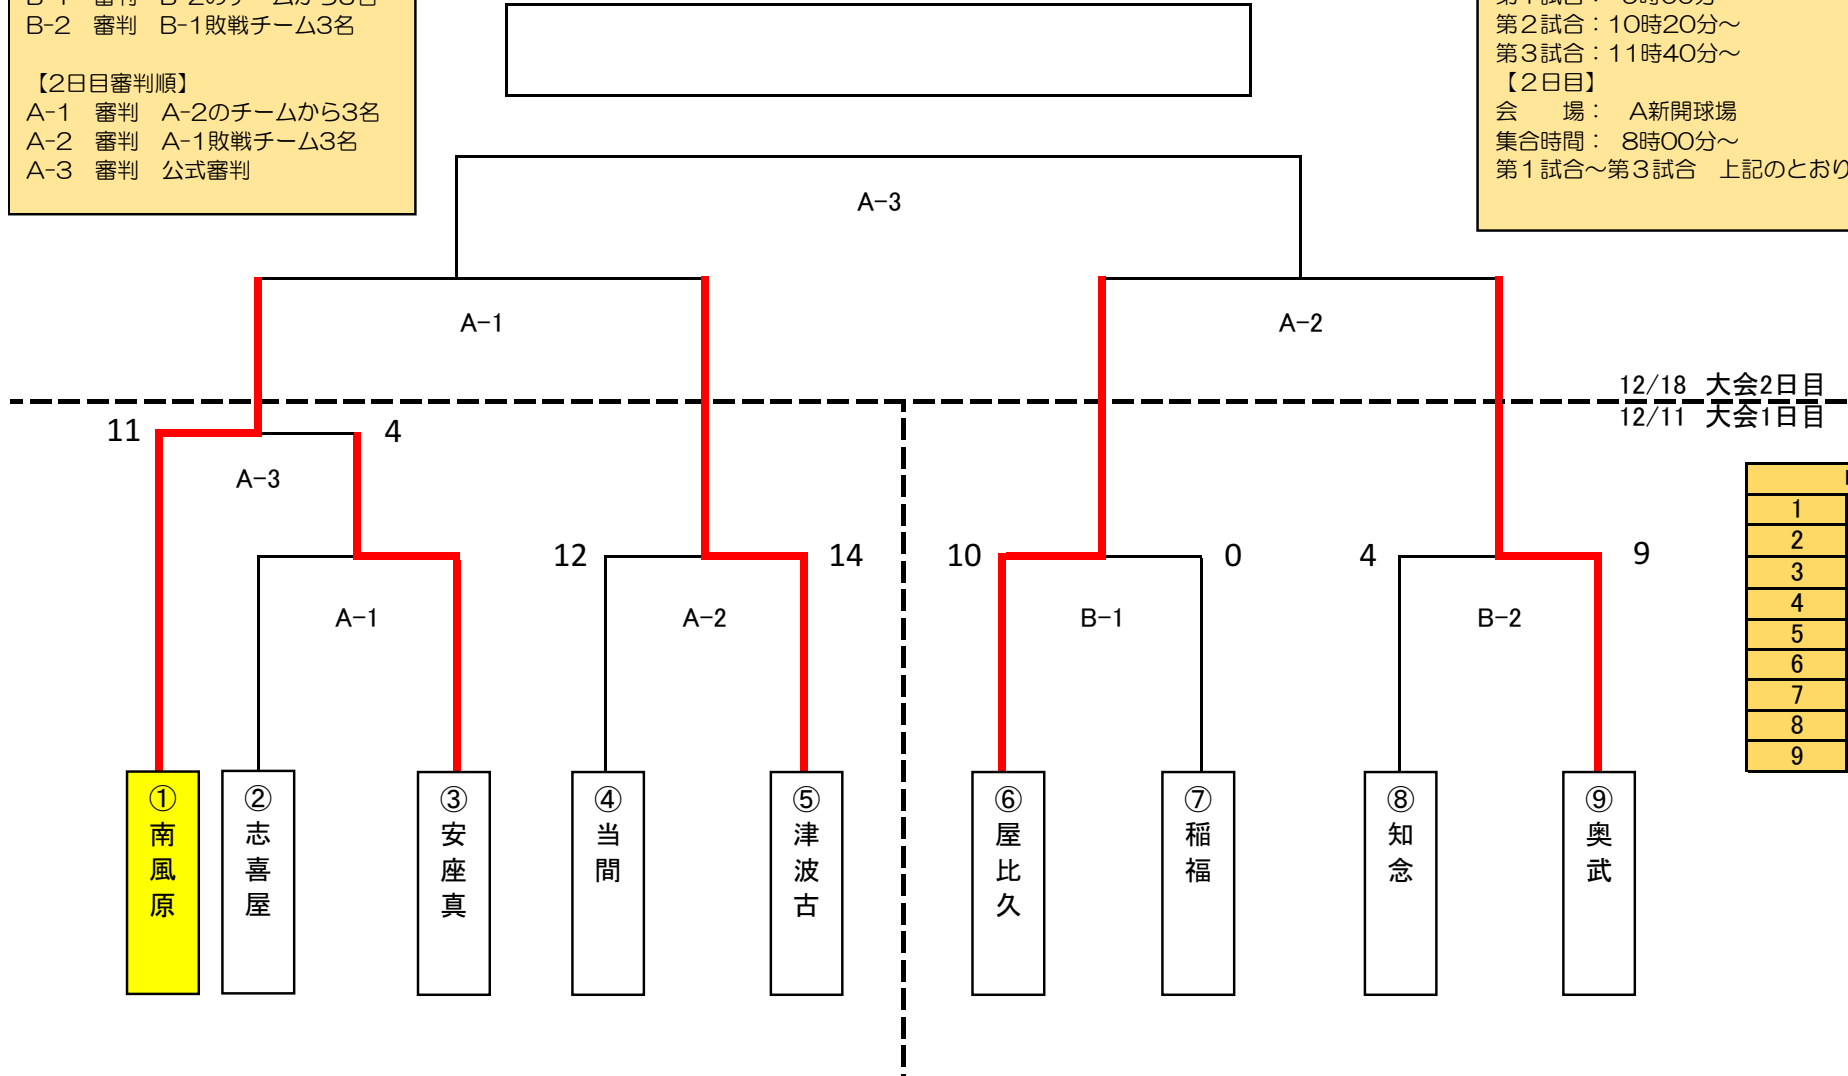 B-2　審判　B-1敗戦チーム3名
【2日目審判順】
A-1　審判　A-2のチームから3名
A-2　審判　A-1敗戦チーム3名
A-3　審判　公式審判
第2試合：10時20分～
第3試合：11時40分～
【2日目】
会　　場：　A新開球場
集合時間：　8時00分～
第1試合～第3試合　上記のとおり
A-3
A-1
A-2
12/18　大会2日目
12/11　大会1日目
11
4
A-3
12
14
10
0
4
9
A-1
A-2
B-1
B-2
1
2
3
4
5
6
7
8
9
①南風原
②志喜屋
③安座真
④当間
⑤津波古
⑥屋比久
⑦稲福
⑧知念
⑨奥武